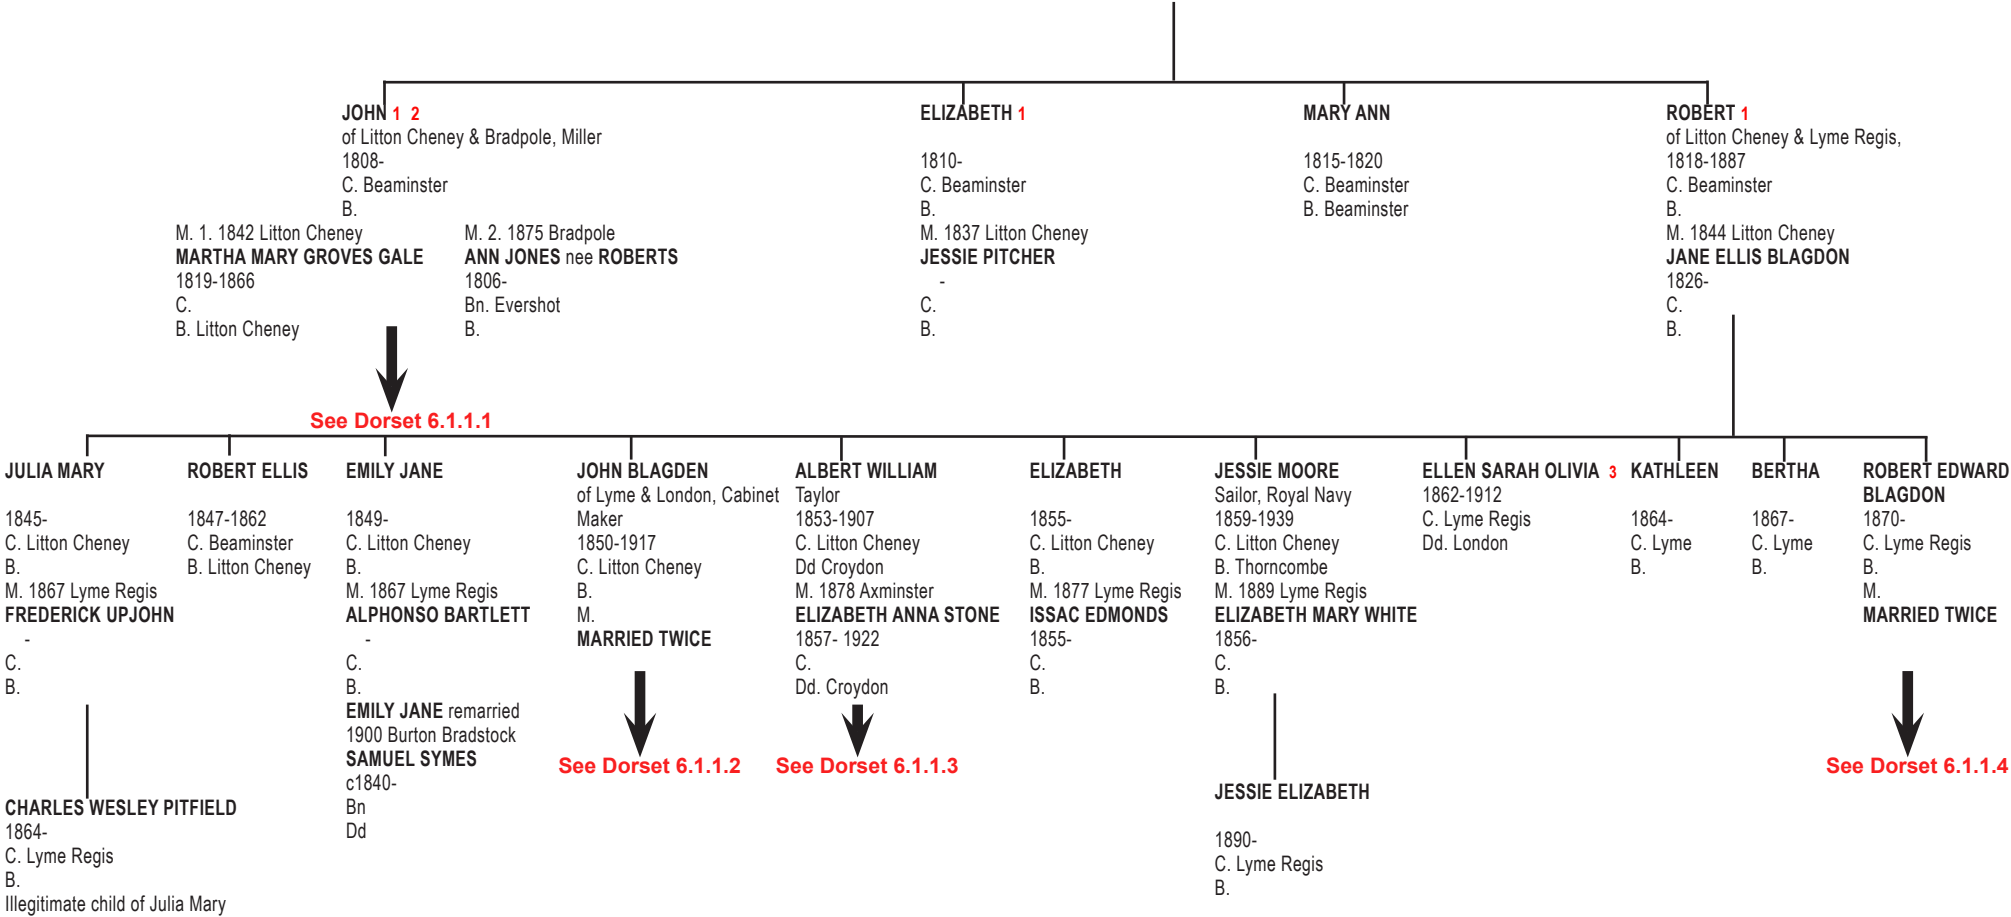 JOHN 1 2
of Litton Cheney & Bradpole, Miller
1808-
C. Beaminster
B.
M. 1. 1842 Litton Cheney
MARTHA MARY GROVES GALE
1819-1866
C.
B. Litton Cheney
M. 2. 1875 Bradpole
ANN JONES nee ROBERTS
1806-
Bn. Evershot
B.
See Dorset 6.1.1.1
ELIZABETH 1
1810-
C. Beaminster
B.
M. 1837 Litton Cheney
JESSIE PITCHER
-
C.
B.
MARY ANN
1815-1820
C. Beaminster
B. Beaminster
ROBERT 1
of Litton Cheney & Lyme Regis,
1818-1887
C. Beaminster
B.
M. 1844 Litton Cheney
JANE ELLIS BLAGDON
1826-
C.
B.
JULIA MARY
1845-
C. Litton Cheney
B.
M. 1867 Lyme Regis
FREDERICK UPJOHN
-
C.
B.
CHARLES WESLEY PITFIELD
1864-
C. Lyme Regis
B.
Illegitimate child of Julia Mary
ROBERT ELLIS
1847-1862
C. Beaminster
B. Litton Cheney
EMILY JANE
1849-
C. Litton Cheney
B.
M. 1867 Lyme Regis
ALPHONSO BARTLETT
-
C.
B.
EMILY JANE remarried
1900 Burton Bradstock
SAMUEL SYMES
c1840-
Bn
Dd
JOHN BLAGDEN
of Lyme & London, Cabinet
Maker
1850-1917
C. Litton Cheney
B.
M.
MARRIED TWICE
See Dorset 6.1.1.2
ALBERT WILLIAM
Taylor
1853-1907
C. Litton Cheney
Dd Croydon
M. 1878 Axminster
ELIZABETH ANNA STONE
1857- 1922
C.
Dd. Croydon
See Dorset 6.1.1.3
ELIZABETH
1855-
C. Litton Cheney
B.
M. 1877 Lyme Regis
ISSAC EDMONDS
1855-
C.
B.
JESSIE MOORE
Sailor, Royal Navy
1859-1939
C. Litton Cheney
B. Thorncombe
M. 1889 Lyme Regis
ELIZABETH MARY WHITE
1856-
C.
B.
JESSIE ELIZABETH
1890-
C. Lyme Regis
B.
ELLEN SARAH OLIVIA 3
1862-1912
C. Lyme Regis
Dd. London
KATHLEEN
1864-
C. Lyme
B.
BERTHA
1867-
C. Lyme
B.
ROBERT EDWARD
BLAGDON
1870-
C. Lyme Regis
B.
M.
MARRIED TWICE
See Dorset 6.1.1.4